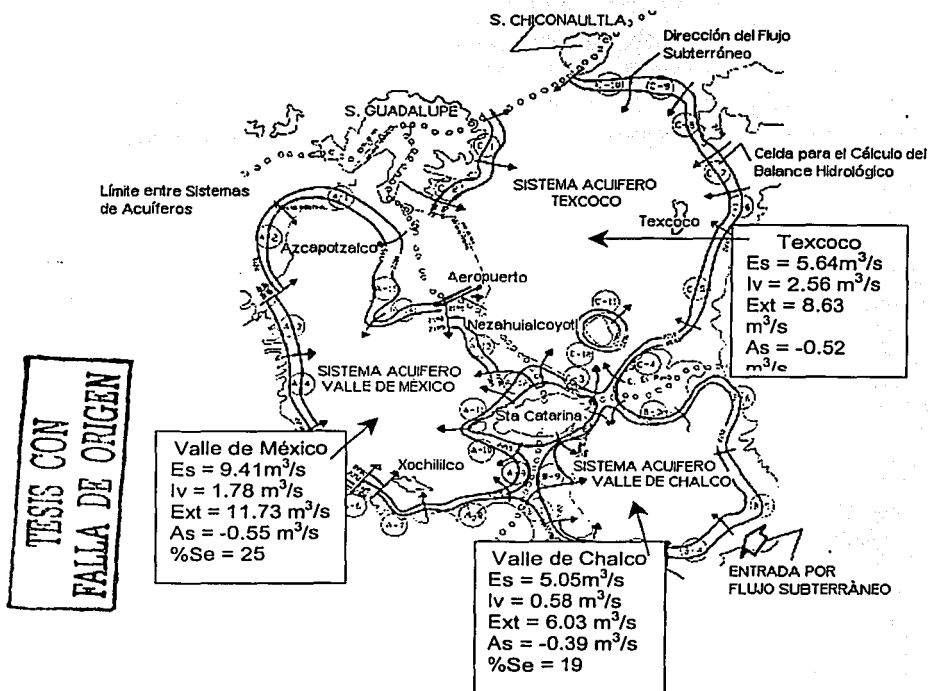 S. CHICONAULTLA,
Dirección del Flujo
Subterráneo
S. GUADALUPE
Celda para el Cálculo del
Balance Hidrológico
SISTEMA ACUIFERO
TEXCOCO
Límite entre Sistemas
de Acuíferos
Texcoco
Azcapotzalco
Aeropuerto
Texcoco
Es = 5.64m³/s
Iv = 2.56 m³/s
Ext = 8.63
m³/s
As = -0.52
m³/s
Nezahualcoyotl
SISTEMA ACUIFERO
VALLE DE MÉXICO
Sta Catarina
TESIS CON
FALLA DE ORIGEN
Valle de México
Es = 9.41m³/s
Iv = 1.78 m³/s
Ext = 11.73 m³/s
As = -0.55 m³/s
%Se = 25
Xochililco
SISTEMA ACUIFERO
VALLE DE CHALCO
Valle de Chalco
Es = 5.05m³/s
Iv = 0.58 m³/s
Ext = 6.03 m³/s
As = -0.39 m³/s
%Se = 19
ENTRADA POR
FLUJO SUBTERRÀNEO